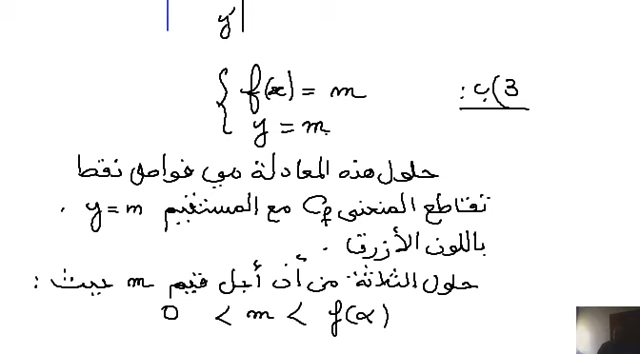 y
3) ب :
f(x) = m
y = m
حلول هذه المعادلة هي فواصل نقط
تقاطع المنحنى Cf مع المستقيم y = m .
باللون الأزرق .
حلول الثلاثة من أجل قيم m حيث :
0 < m < f(α)